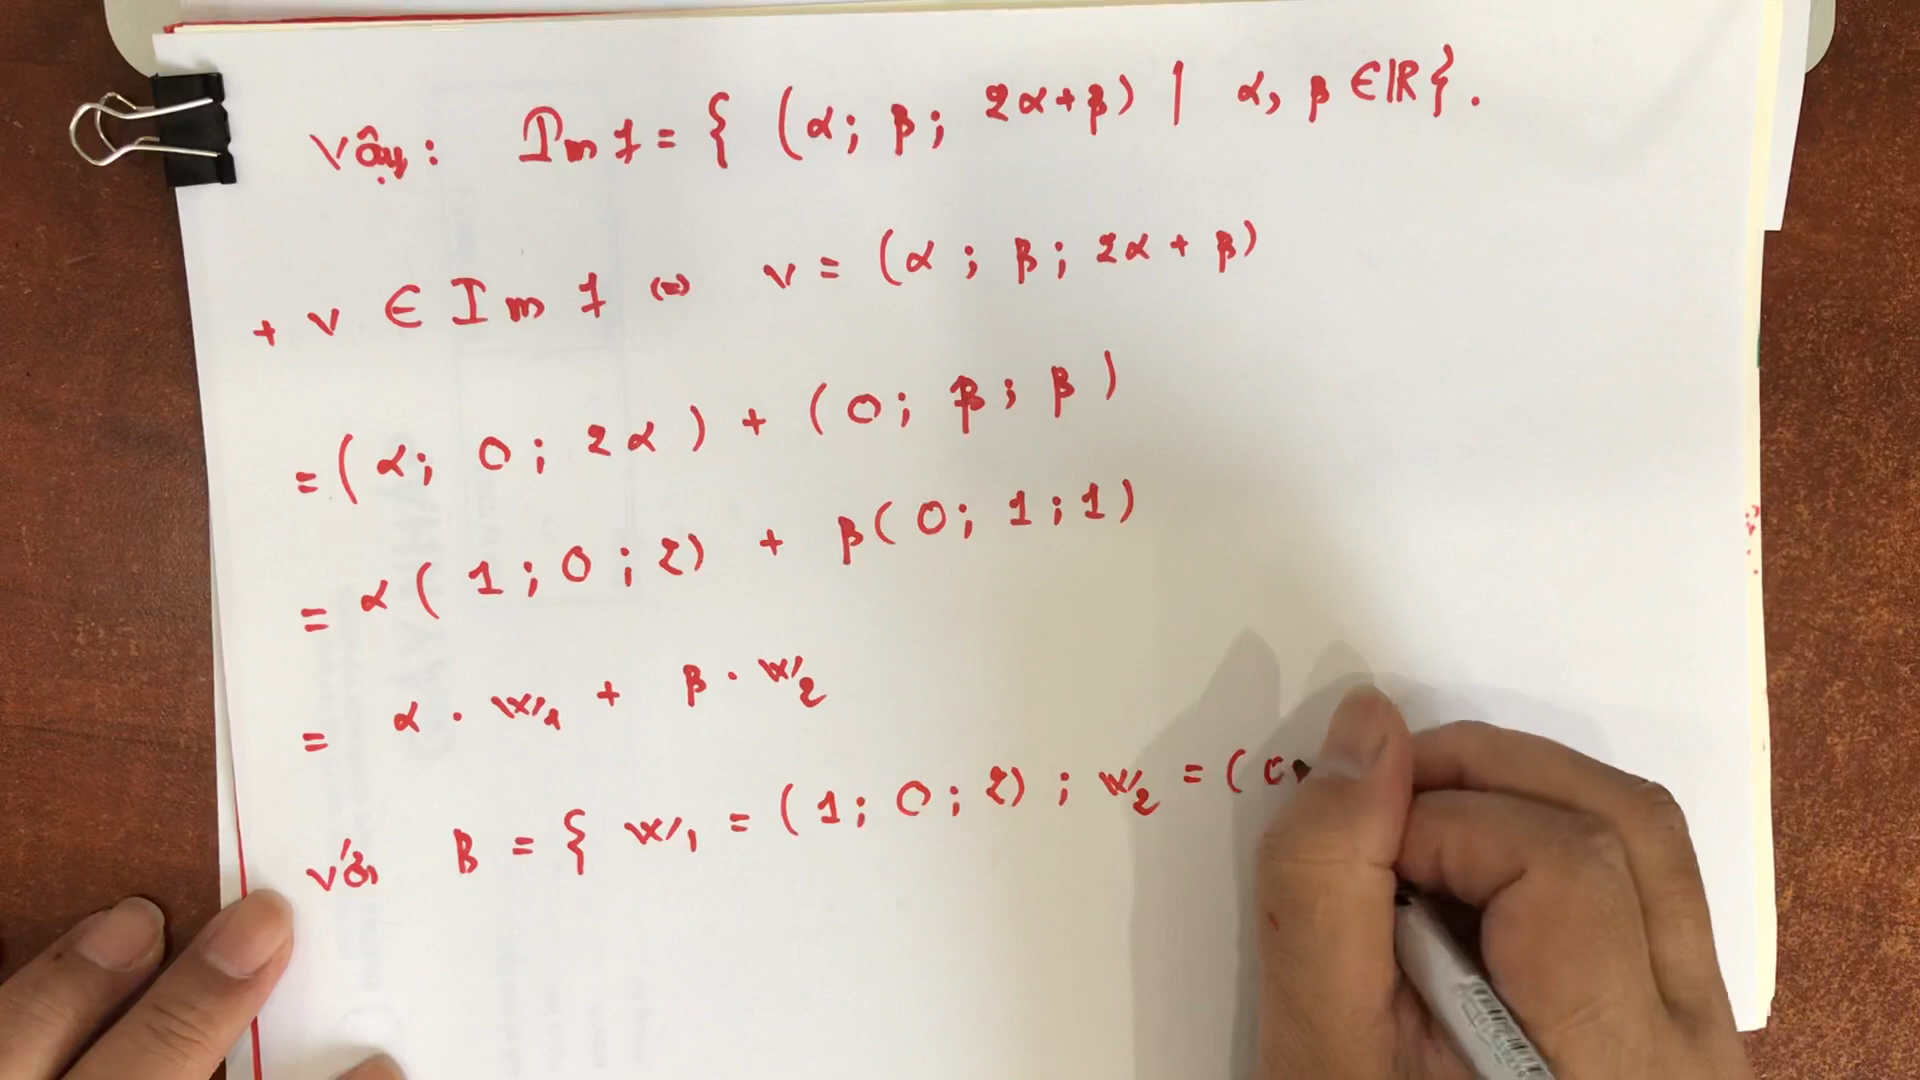 Vậy: Im f = { (α; β; 2α+β) | α, β ∈ ℝ}.
+ v ∈ Im f ⇔ v = (α; β; 2α + β)
= (α; 0; 2α) + (0; β; β)
= α(1; 0; 2) + β(0; 1; 1)
= α . w₁ + β . w₂
với B = { w₁ = (1; 0; 2); w₂ = (0